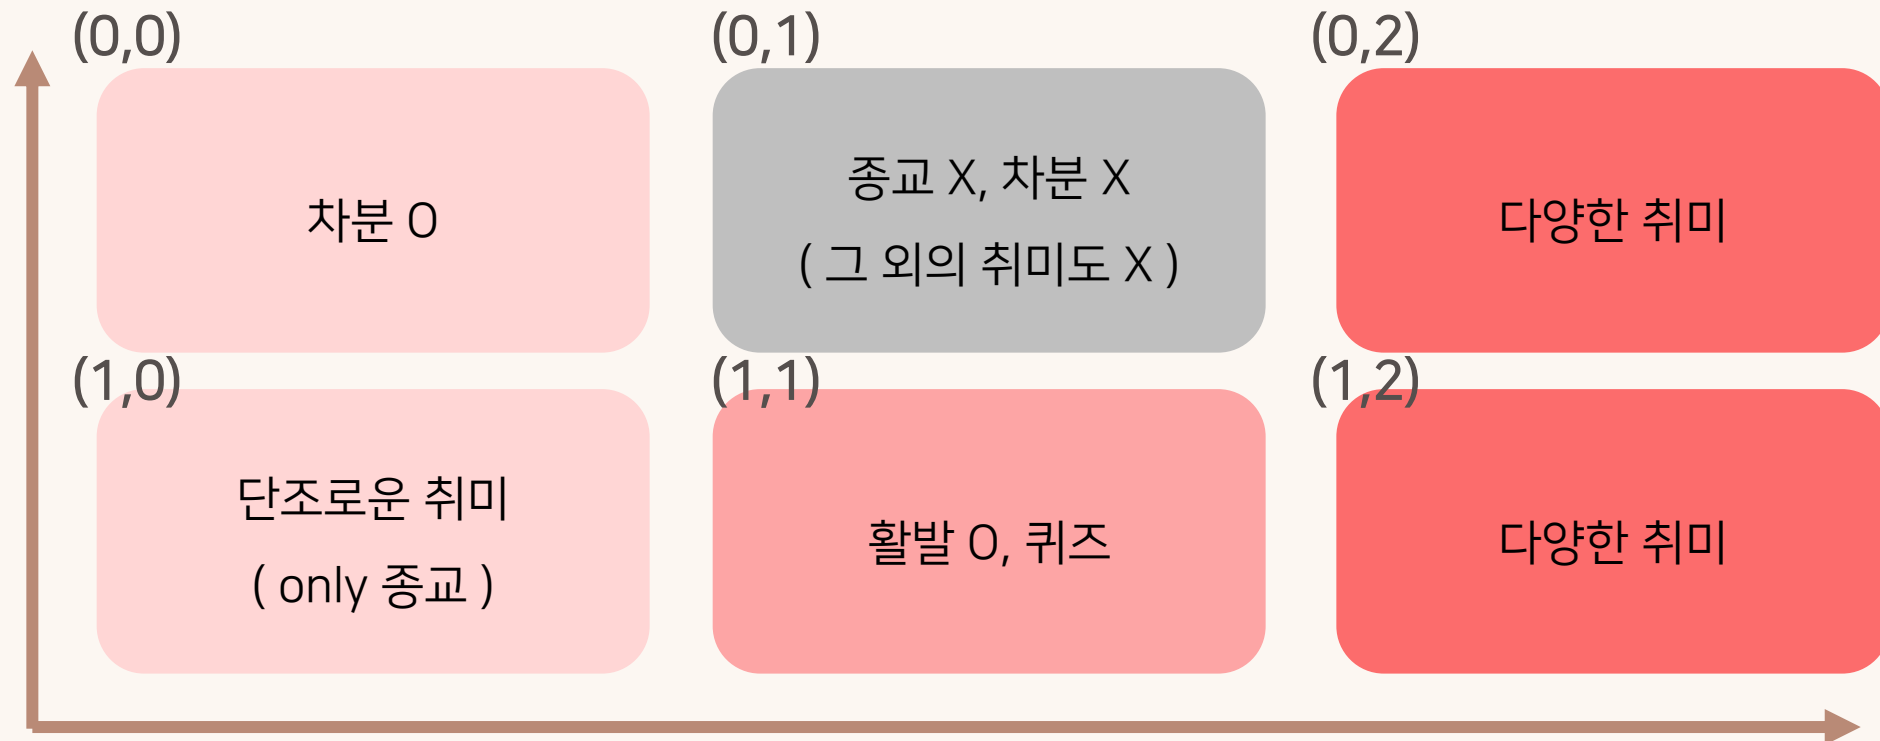 (0,0)
(0,1)
(0,2)
차분 O
종교 X, 차분 X
( 그 외의 취미도 X )
다양한 취미
(1,0)
(1,1)
(1,2)
단조로운 취미
( only 종교 )
활발 O, 퀴즈
다양한 취미